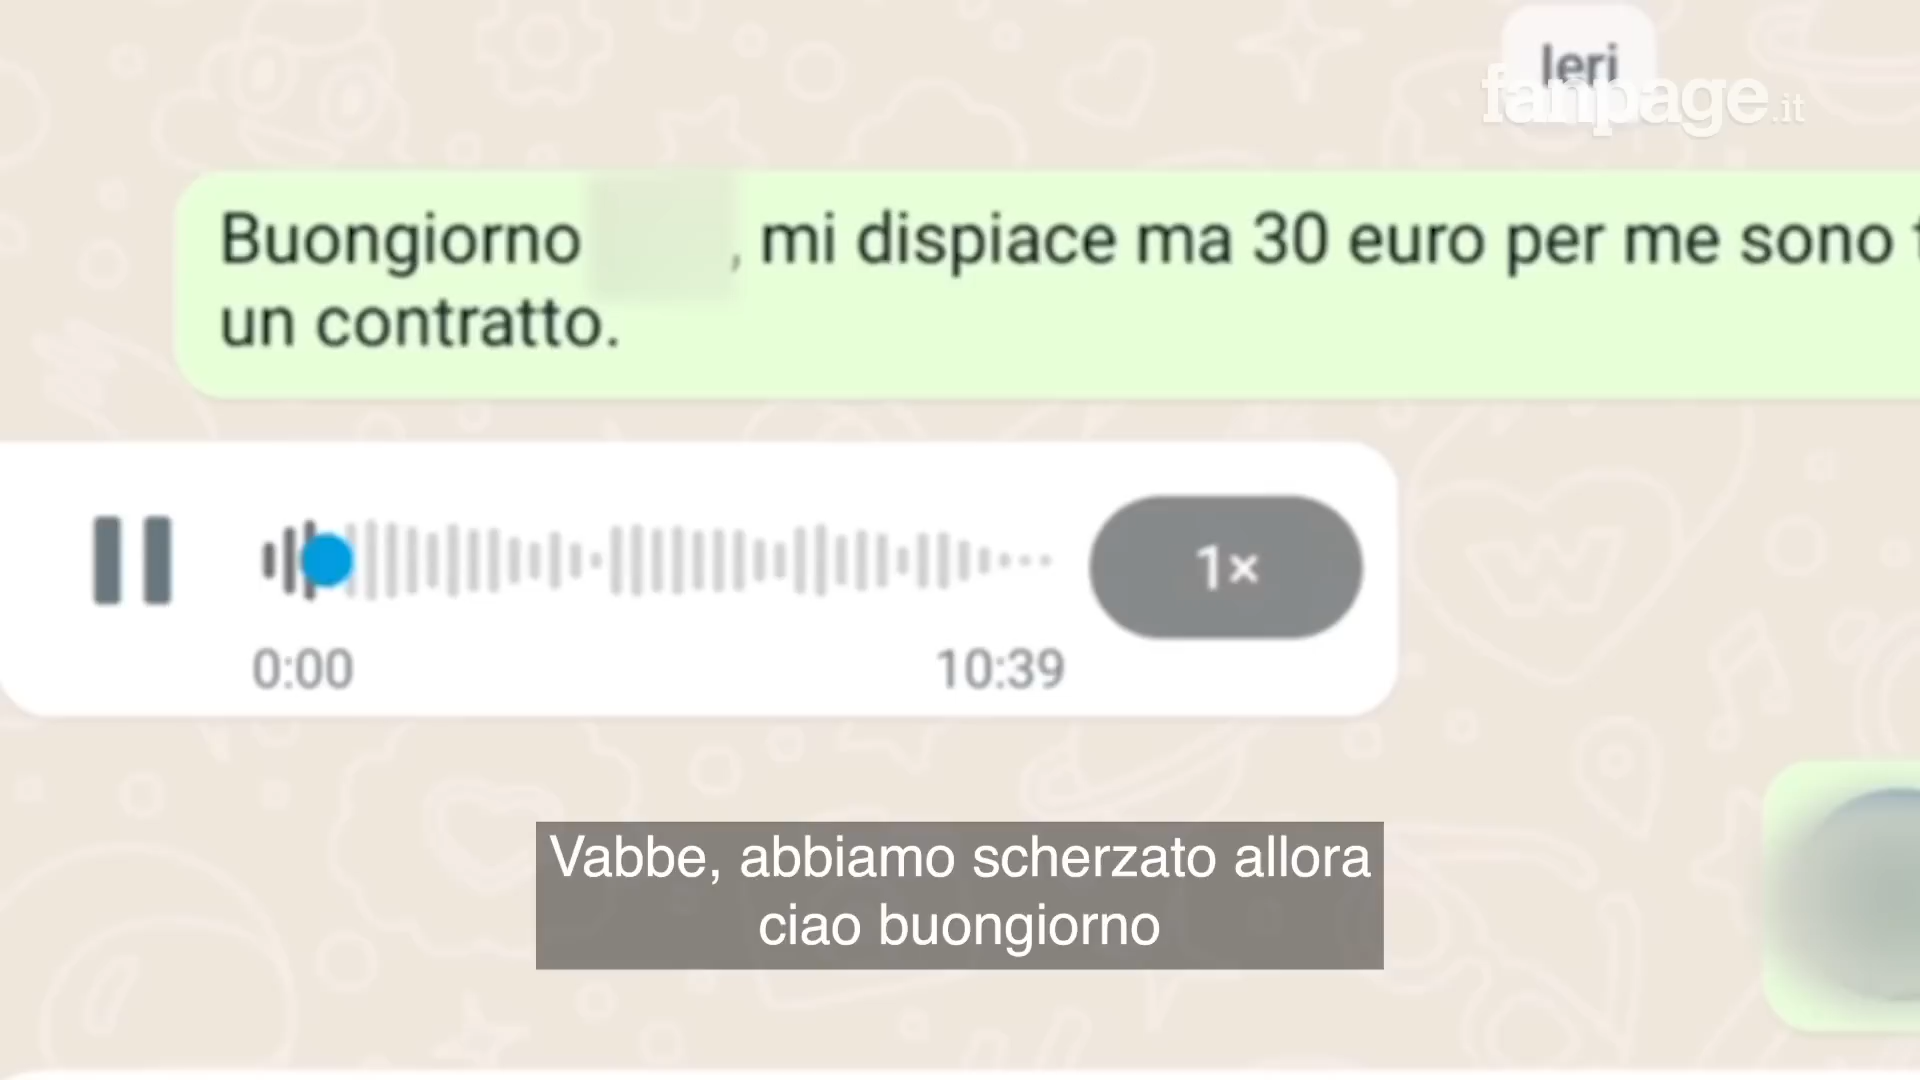 Ieri
fanpage.it
Buongiorno , mi dispiace ma 30 euro per me sono
un contratto.
1×
0:00
10:39
Vabbe, abbiamo scherzato allora
ciao buongiorno